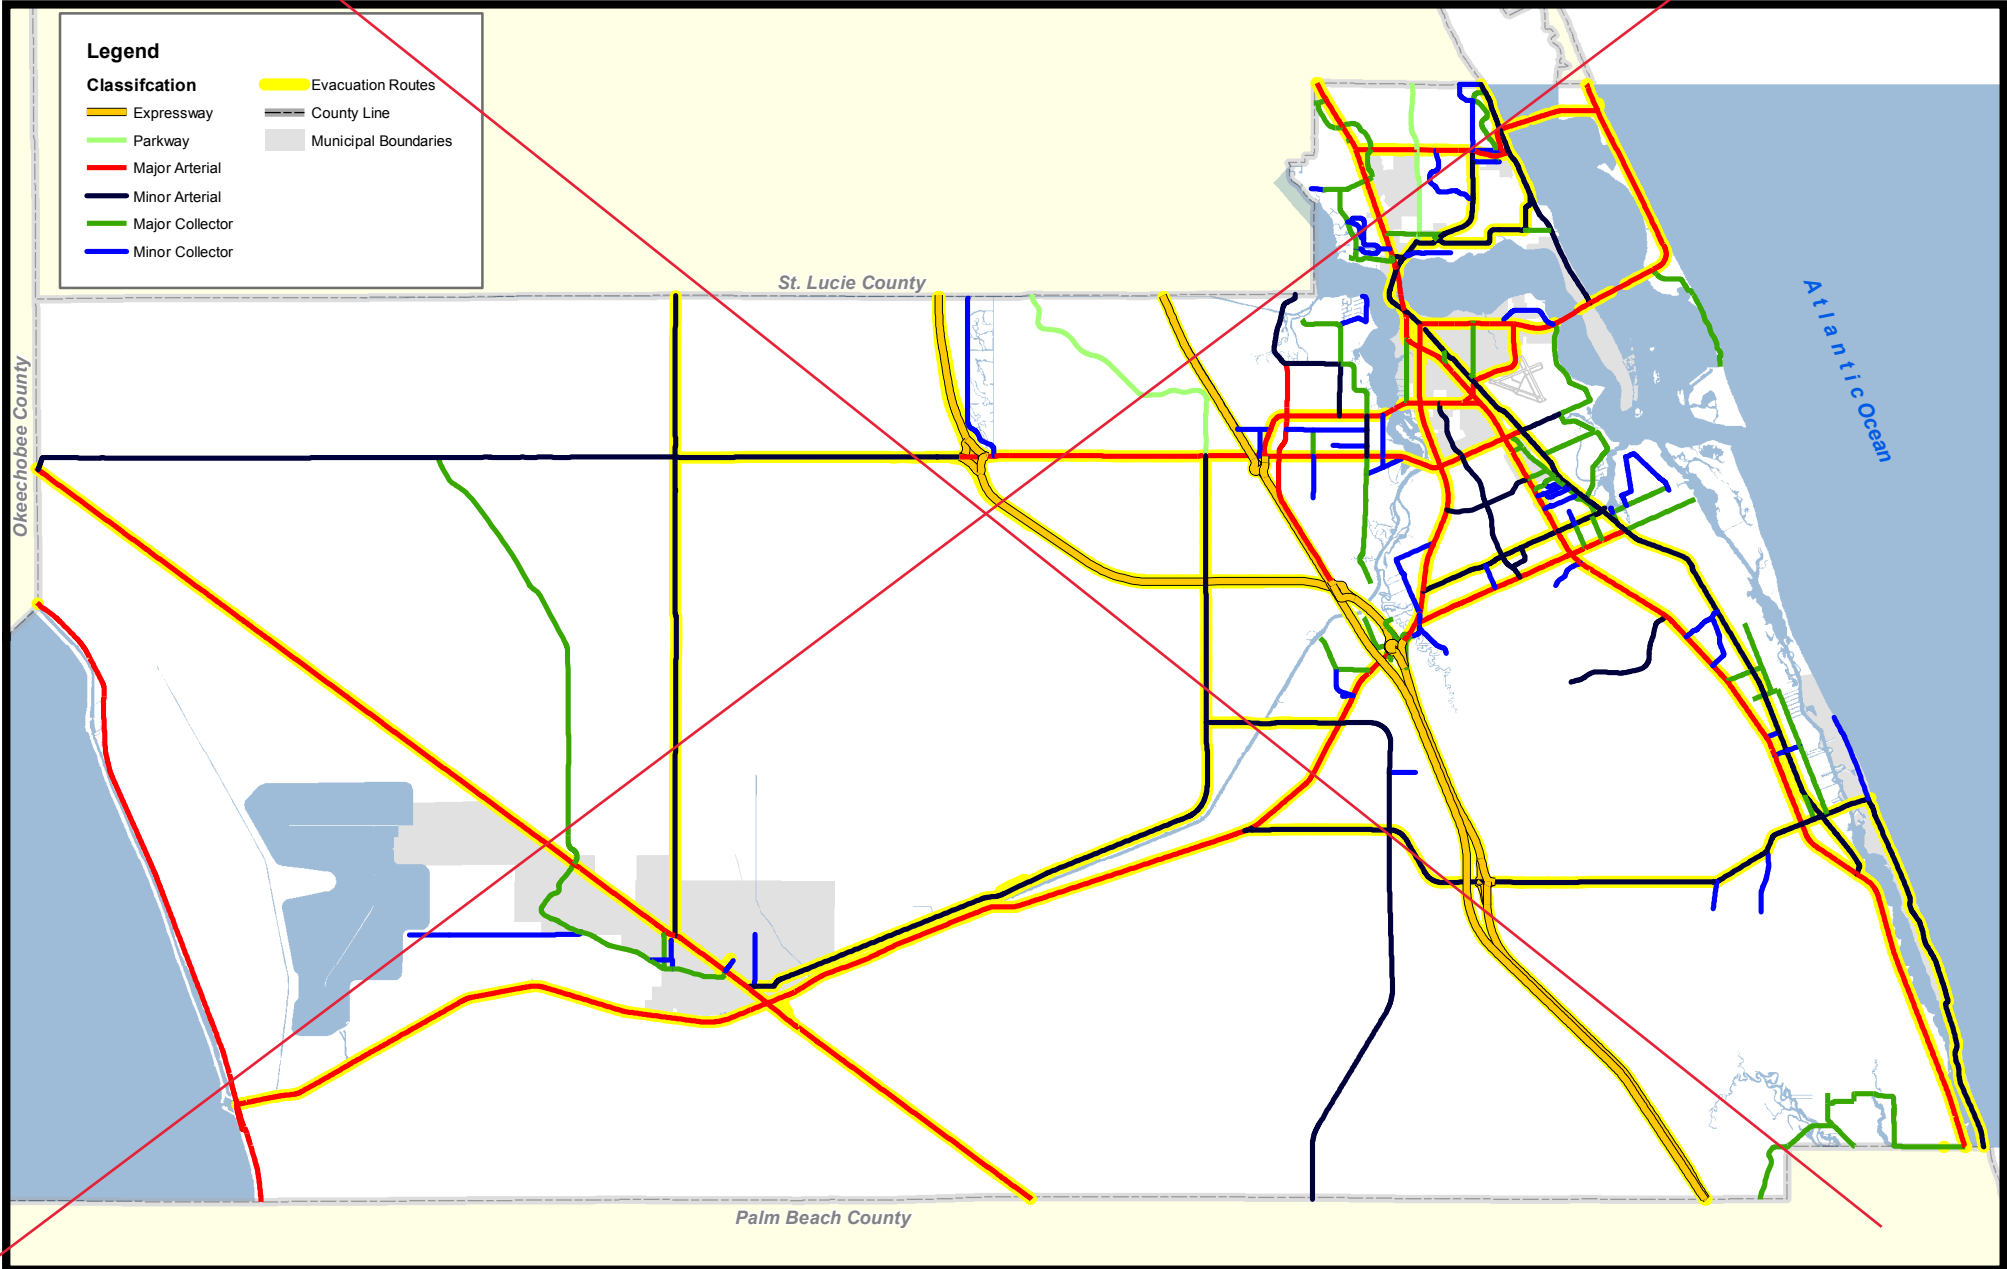 Legend
Classifcation
Expressway
Parkway
Major Arterial
Minor Arterial
Major Collector
Minor Collector
Evacuation Routes
County Line
Municipal Boundaries
St. Lucie County
Okeechobee County
Atlantic Ocean
Palm Beach County